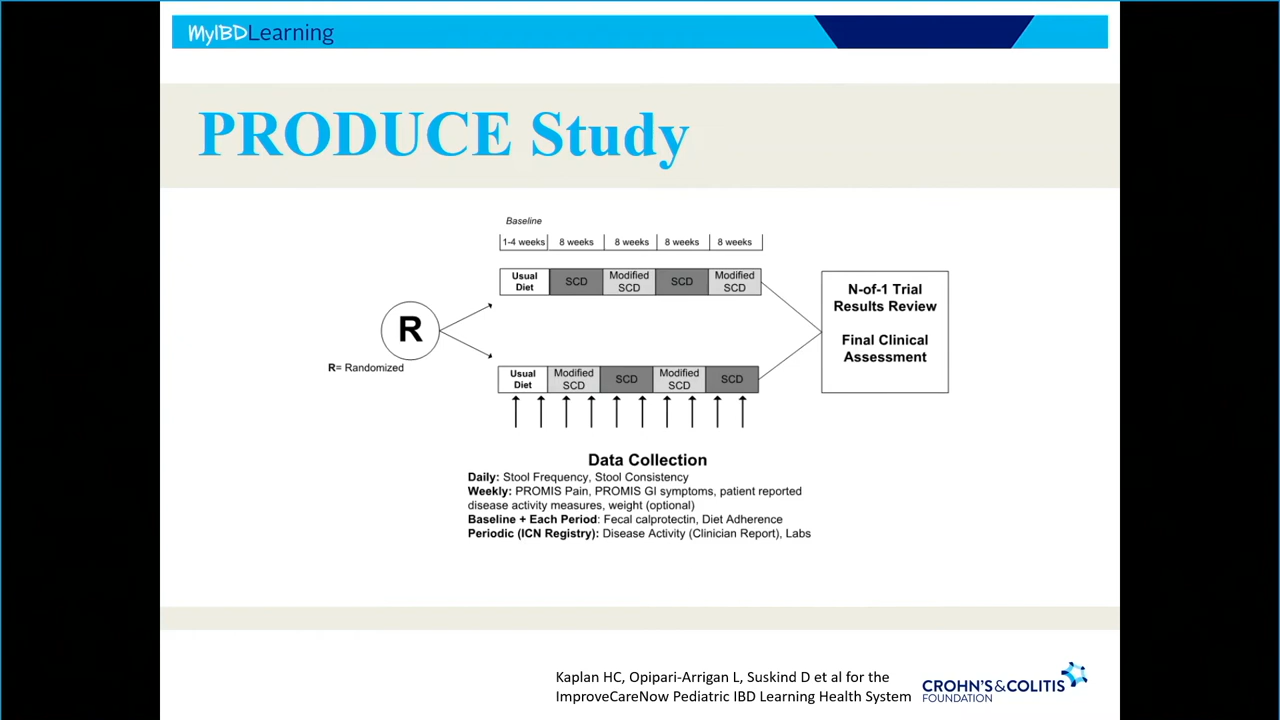 MyIBDLearning
PRODUCE Study
Baseline
1-4 weeks 8 weeks 8 weeks 8 weeks 8 weeks
Usual Diet SCD Modified SCD SCD Modified SCD
R
R= Randomized
Usual Diet Modified SCD SCD Modified SCD SCD
N-of-1 Trial
Results Review
Final Clinical
Assessment
Data Collection
Daily: Stool Frequency, Stool Consistency
Weekly: PROMIS Pain, PROMIS GI symptoms, patient reported
disease activity measures, weight (optional)
Baseline + Each Period: Fecal calprotectin, Diet Adherence
Periodic (ICN Registry): Disease Activity (Clinician Report), Labs
Kaplan HC, Opipari-Arrigan L, Suskind D et al for the
ImproveCareNow Pediatric IBD Learning Health System
CROHN'S&COLITIS
FOUNDATION